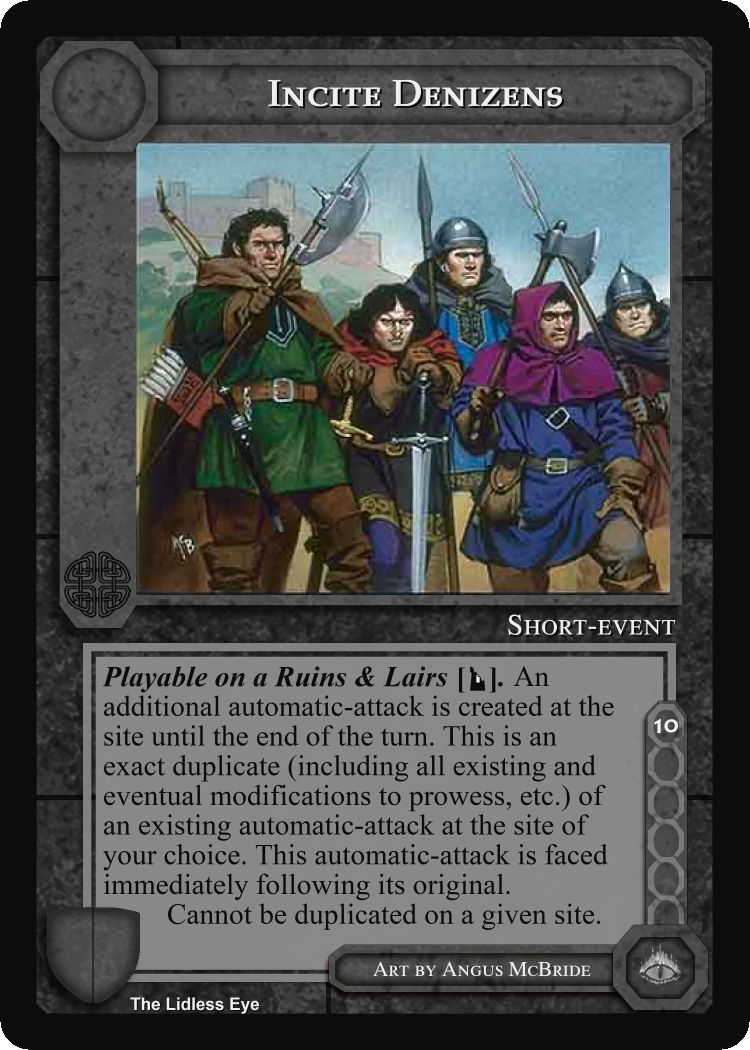 Incite Denizens
AMcB
Short-event
Playable on a Ruins & Lairs [ ]. An
additional automatic-attack is created at the
site until the end of the turn. This is an
exact duplicate (including all existing and
eventual modifications to prowess, etc.) of
an existing automatic-attack at the site of
your choice. This automatic-attack is faced
immediately following its original.
Cannot be duplicated on a given site.
10
Art by Angus McBride
The Lidless Eye